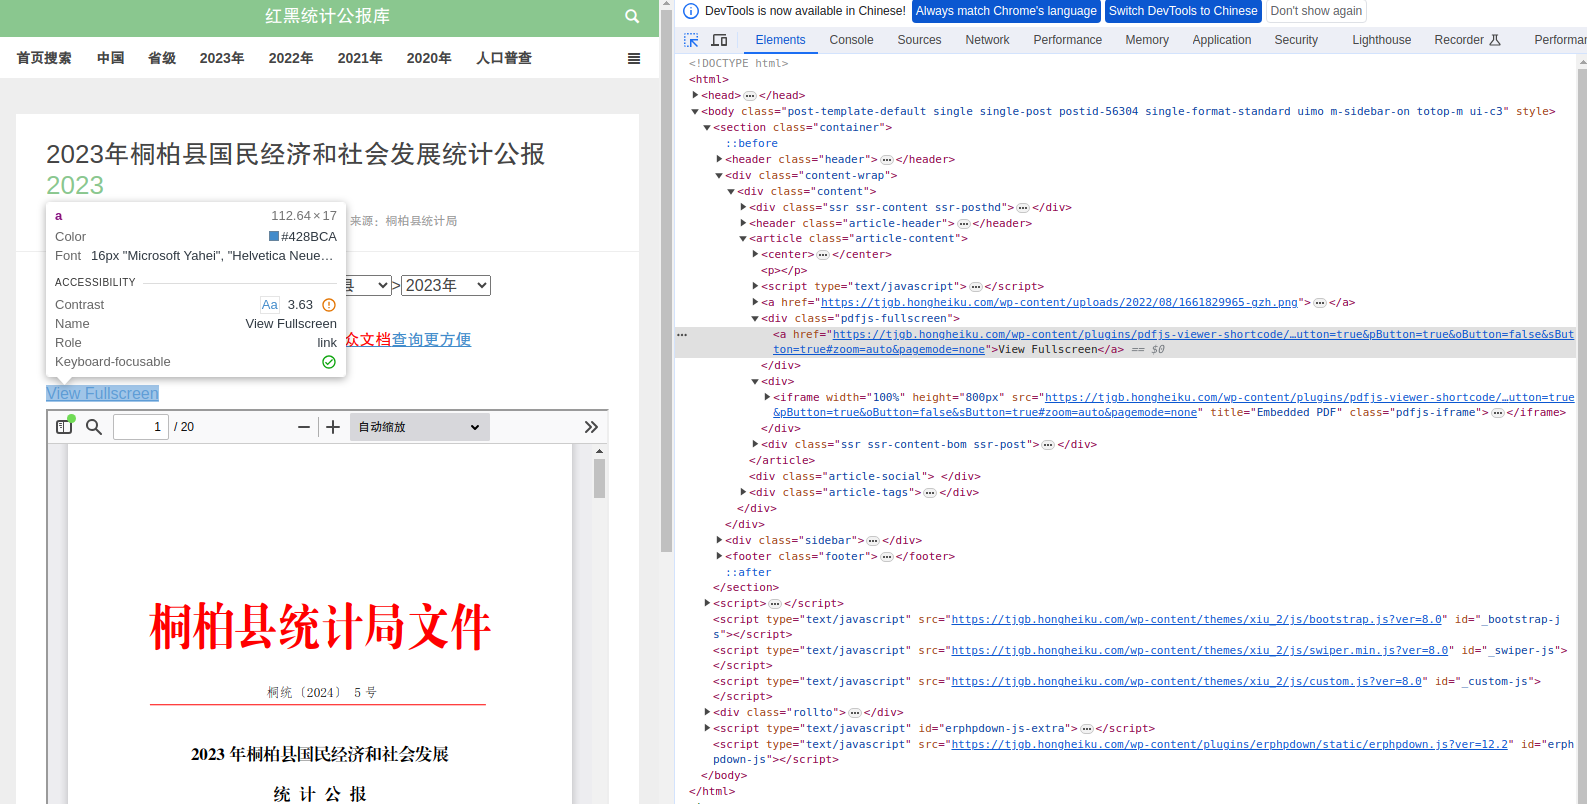 红黑统计公报库
首页搜索 中国 省级 2023年 2022年 2021年 2020年 人口普查
2023年桐柏县国民经济和社会发展统计公报
2023
a 112.64×17
来源：桐柏县统计局
Color #428BCA
Font 16px "Microsoft Yahei", "Helvetica Neue…
ACCESSIBILITY
县 > 2023年
Contrast Aa 3.63
Name View Fullscreen
众文档查询更方便
Role link
Keyboard-focusable
View Fullscreen
1 / 20 自动缩放
桐柏县统计局文件
桐统〔2024〕 5 号
2023 年桐柏县国民经济和社会发展
统 计 公 报
DevTools is now available in Chinese! Always match Chrome's language Switch DevTools to Chinese Don't show again
Elements Console Sources Network Performance Memory Application Security Lighthouse Recorder Performan
<!DOCTYPE html>
<html>
<head>…</head>
<body class="post-template-default single single-post postid-56304 single-format-standard uimo m-sidebar-on totop-m ui-c3" style>
<section class="container">
::before
<header class="header">…</header>
<div class="content-wrap">
<div class="content">
<div class="ssr ssr-content ssr-posthd">…</div>
<header class="article-header">…</header>
<article class="article-content">
<center>…</center>
<p></p>
<script type="text/javascript">…</script>
<a href="https://tjgb.hongheiku.com/wp-content/uploads/2022/08/1661829965-gzh.png">…</a>
<div class="pdfjs-fullscreen">
<a href="https://tjgb.hongheiku.com/wp-content/plugins/pdfjs-viewer-shortcode/…utton=true&pButton=true&oButton=false&sBut
ton=true#zoom=auto&pagemode=none">View Fullscreen</a> == $0
</div>
<div>
<iframe width="100%" height="800px" src="https://tjgb.hongheiku.com/wp-content/plugins/pdfjs-viewer-shortcode/…utton=true
&pButton=true&oButton=false&sButton=true#zoom=auto&pagemode=none" title="Embedded PDF" class="pdfjs-iframe">…</iframe>
</div>
<div class="ssr ssr-content-bom ssr-post">…</div>
</article>
<div class="article-social"> </div>
<div class="article-tags">…</div>
</div>
</div>
<div class="sidebar">…</div>
<footer class="footer">…</footer>
::after
</section>
<script>…</script>
<script type="text/javascript" src="https://tjgb.hongheiku.com/wp-content/themes/xiu_2/js/bootstrap.js?ver=8.0" id="_bootstrap-j
s"></script>
<script type="text/javascript" src="https://tjgb.hongheiku.com/wp-content/themes/xiu_2/js/swiper.min.js?ver=8.0" id="_swiper-js">
</script>
<script type="text/javascript" src="https://tjgb.hongheiku.com/wp-content/themes/xiu_2/js/custom.js?ver=8.0" id="_custom-js">
</script>
<div class="rollto">…</div>
<script type="text/javascript" id="erphpdown-js-extra">…</script>
<script type="text/javascript" src="https://tjgb.hongheiku.com/wp-content/plugins/erphpdown/static/erphpdown.js?ver=12.2" id="erph
pdown-js"></script>
</body>
</html>